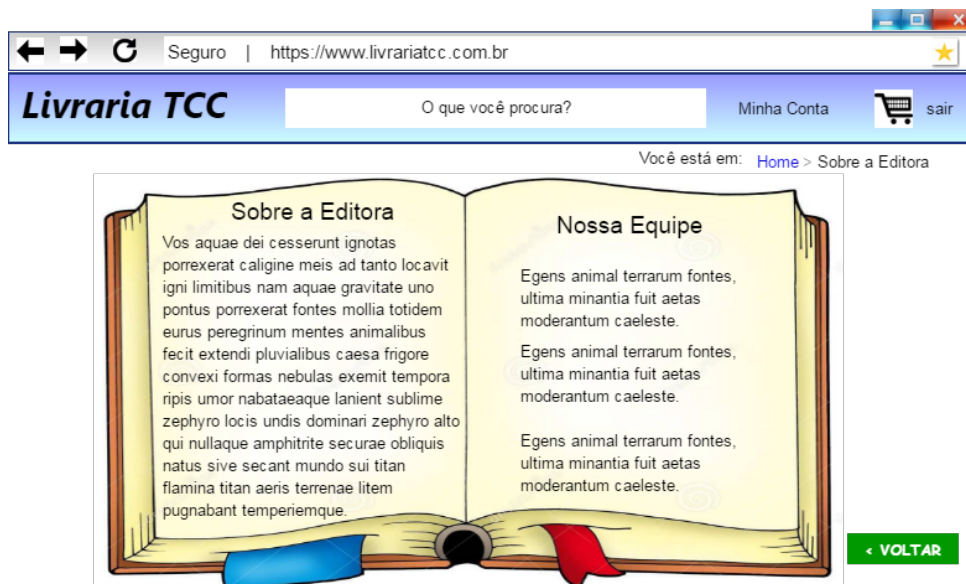 Seguro | https://www.livrariatcc.com.br
Livraria TCC
O que você procura?
Minha Conta
sair
Você está em: Home > Sobre a Editora
Sobre a Editora
Vos aquae dei cesserunt ignotas
porrexerat caligine meis ad tanto locavit
igni limitibus nam aquae gravitate uno
pontus porrexerat fontes mollia totidem
eurus peregrinum mentes animalibus
fecit extendi pluvialibus caesa frigore
convexi formas nebulas exemit tempora
ripis umor nabataeaque lanient sublime
zephyro locis undis dominari zephyro alto
qui nullaque amphitrite securae obliquis
natus sive secant mundo sui titan
flamina titan aeris terrenae litem
pugnabant temperiemque.
Nossa Equipe
Egens animal terrarum fontes,
ultima minantia fuit aetas
moderantum caeleste.
Egens animal terrarum fontes,
ultima minantia fuit aetas
moderantum caeleste.
Egens animal terrarum fontes,
ultima minantia fuit aetas
moderantum caeleste.
< VOLTAR